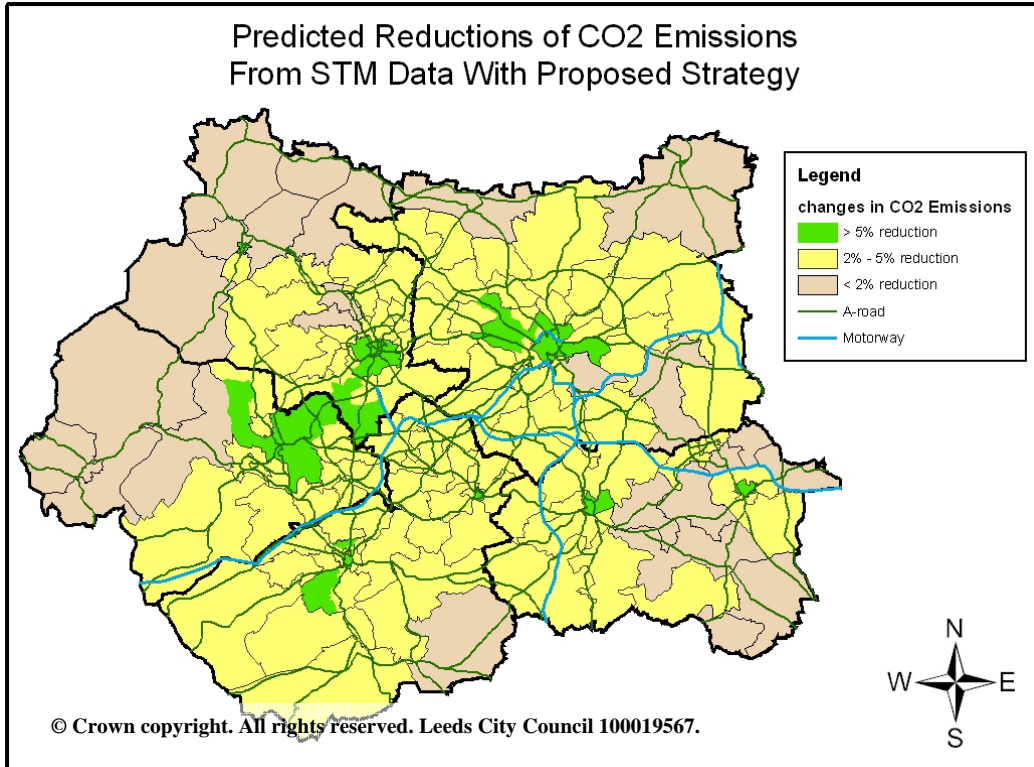 Predicted Reductions of CO2 Emissions
From STM Data With Proposed Strategy
Legend
changes in CO2 Emissions
> 5% reduction
2% - 5% reduction
< 2% reduction
A-road
Motorway
N
W E
S
© Crown copyright. All rights reserved. Leeds City Council 100019567.